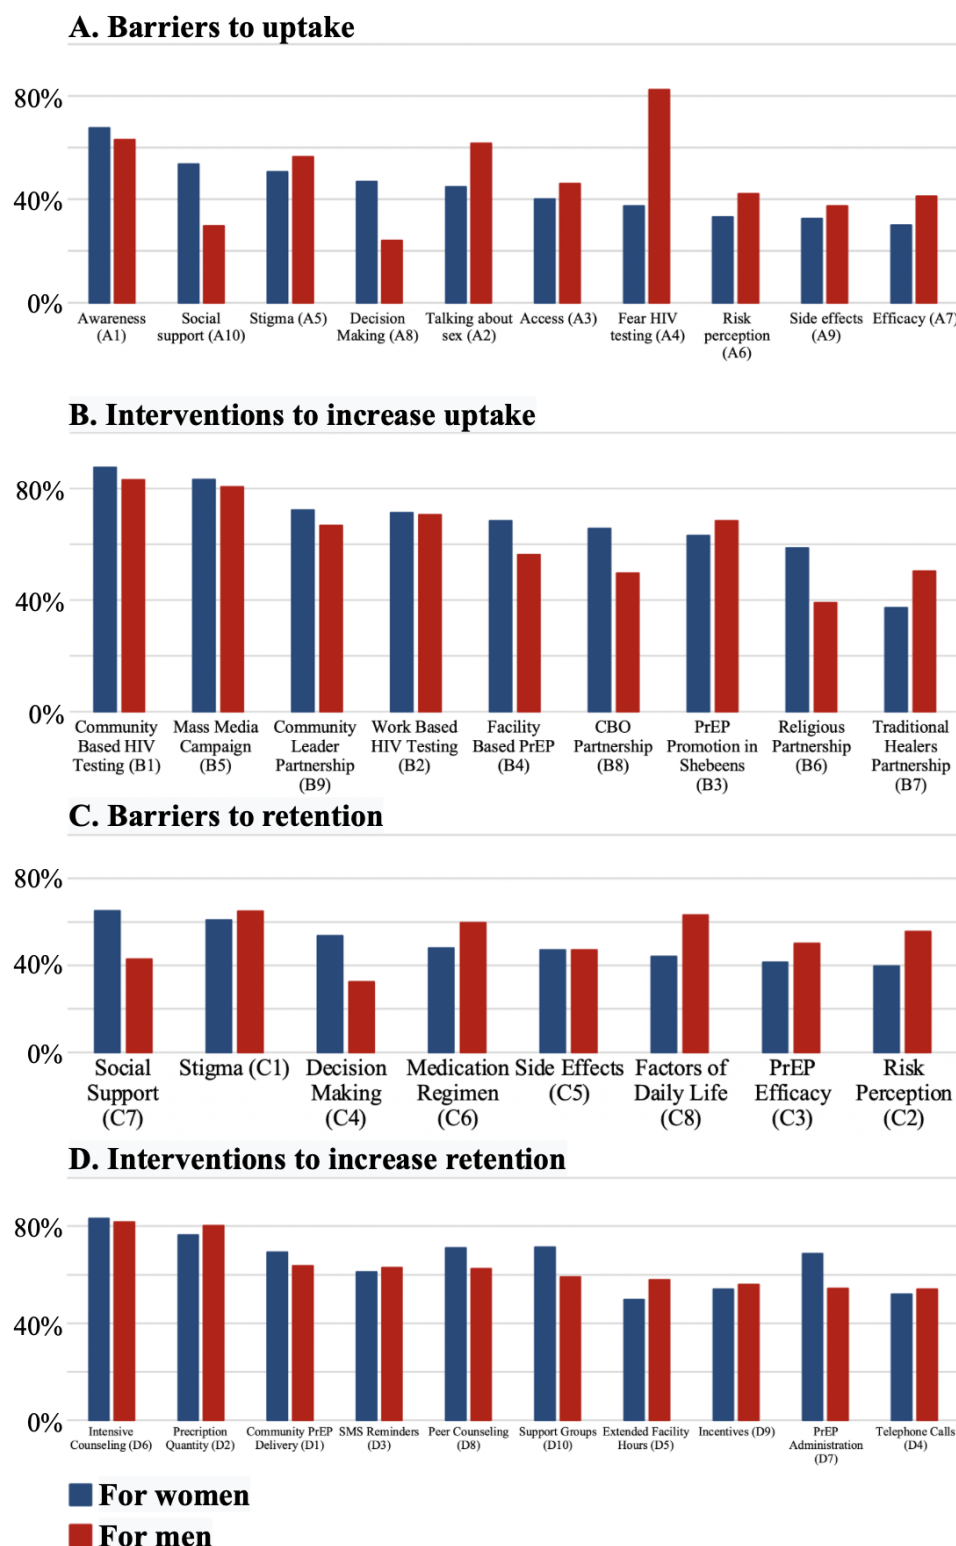 A. Barriers to uptake
80%
40%
0%
Awareness
(A1)
Social
support (A10)
Stigma (A5)
Decision
Making (A8)
Talking about
sex (A2)
Access (A3)
Fear HIV
testing (A4)
Risk
perception
(A6)
Side effects
(A9)
Efficacy (A7)
B. Interventions to increase uptake
80%
40%
0%
Community
Based HIV
Testing (B1)
Mass Media
Campaign
(B5)
Community
Leader
Partnership
(B9)
Work Based
HIV Testing
(B2)
Facility
Based PrEP
(B4)
CBO
Partnership
(B8)
PrEP
Promotion in
Shebeens
(B3)
Religious
Partnership
(B6)
Traditional
Healers
Partnership
(B7)
C. Barriers to retention
80%
40%
0%
Social
Support
(C7)
Stigma (C1)
Decision
Making
(C4)
Medication
Regimen
(C6)
Side Effects
(C5)
Factors of
Daily Life
(C8)
PrEP
Efficacy
(C3)
Risk
Perception
(C2)
D. Interventions to increase retention
80%
40%
0%
Intensive
Counseling (D6)
Precription
Quantity (D2)
Community PrEP
Delivery (D1)
SMS Reminders
(D3)
Peer Counseling
(D8)
Support Groups
(D10)
Extended Facility
Hours (D5)
Incentives (D9)
PrEP
Administration
(D7)
Telephone Calls
(D4)
For women
For men